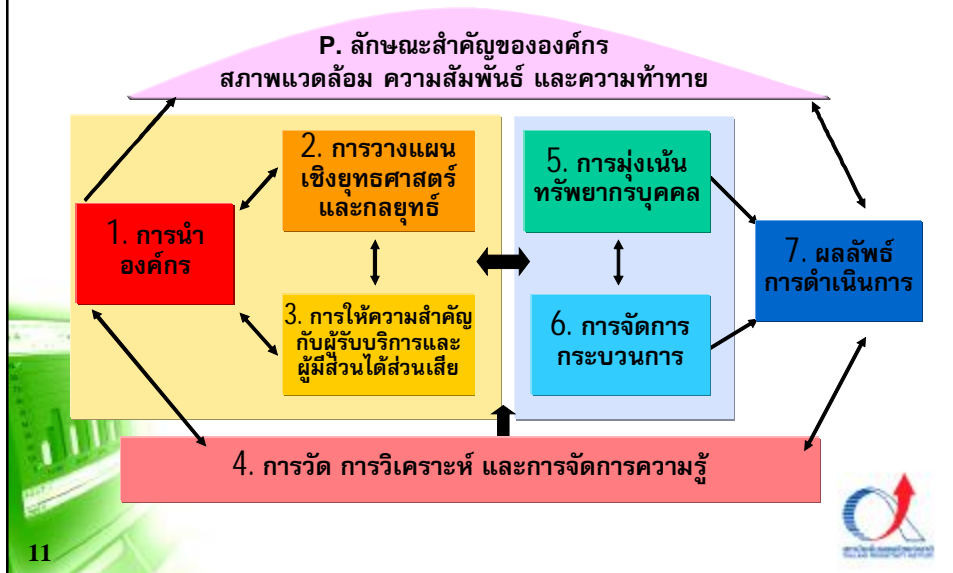 P. ลักษณะสำคัญขององค์กร
สภาพแวดล้อม ความสัมพันธ์ และความท้าทาย
1. การนำ
องค์กร
2. การวางแผน
เชิงยุทธศาสตร์
และกลยุทธ์
3. การให้ความสำคัญ
กับผู้รับบริการและ
ผู้มีส่วนได้ส่วนเสีย
5. การมุ่งเน้น
ทรัพยากรบุคคล
6. การจัดการ
กระบวนการ
7. ผลลัพธ์
การดำเนินการ
4. การวัด การวิเคราะห์ และการจัดการความรู้
11